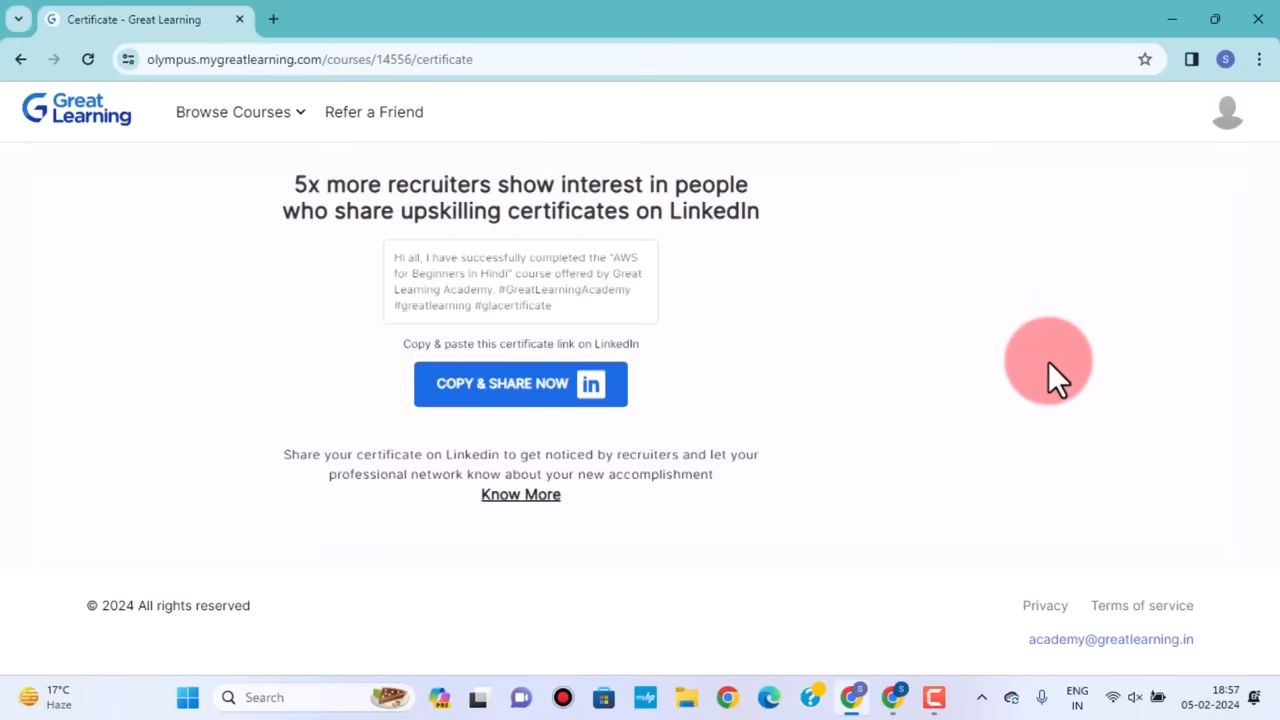 Certificate - Great Learning
olympus.mygreatlearning.com/courses/14556/certificate
S
Great Learning
Browse Courses
Refer a Friend
5x more recruiters show interest in people
who share upskilling certificates on LinkedIn
Hi all, I have successfully completed the "AWS
for Beginners in Hindi" course offered by Great
Learning Academy. #GreatLearningAcademy
#greatlearning #glacertificate
Copy & paste this certificate link on LinkedIn
COPY & SHARE NOW in
Share your certificate on Linkedin to get noticed by recruiters and let your
professional network know about your new accomplishment
Know More
© 2024 All rights reserved
Privacy
Terms of service
academy@greatlearning.in
17°C
Haze
Search
PRE
myhp
S
S
ENG
IN
18:57
05-02-2024